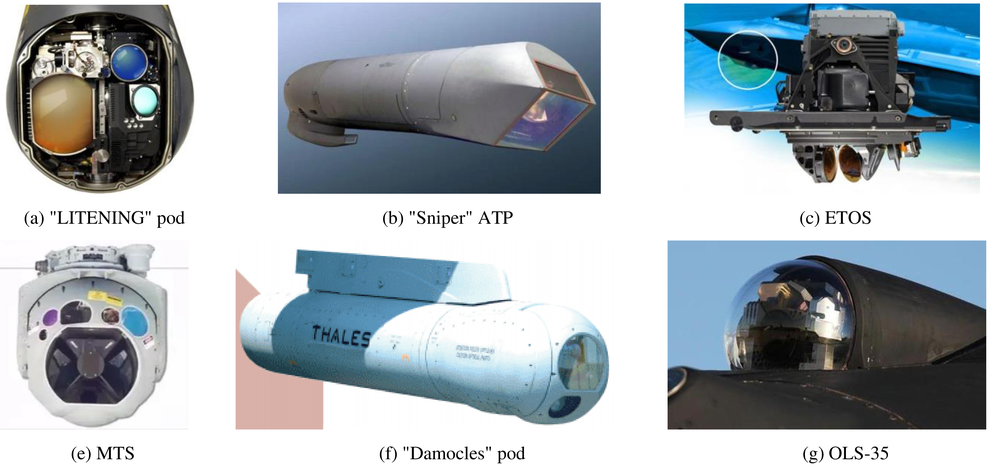 (a) "LITENING" pod
(b) "Sniper" ATP
(c) ETOS
THALES
(e) MTS
(f) "Damocles" pod
(g) OLS-35